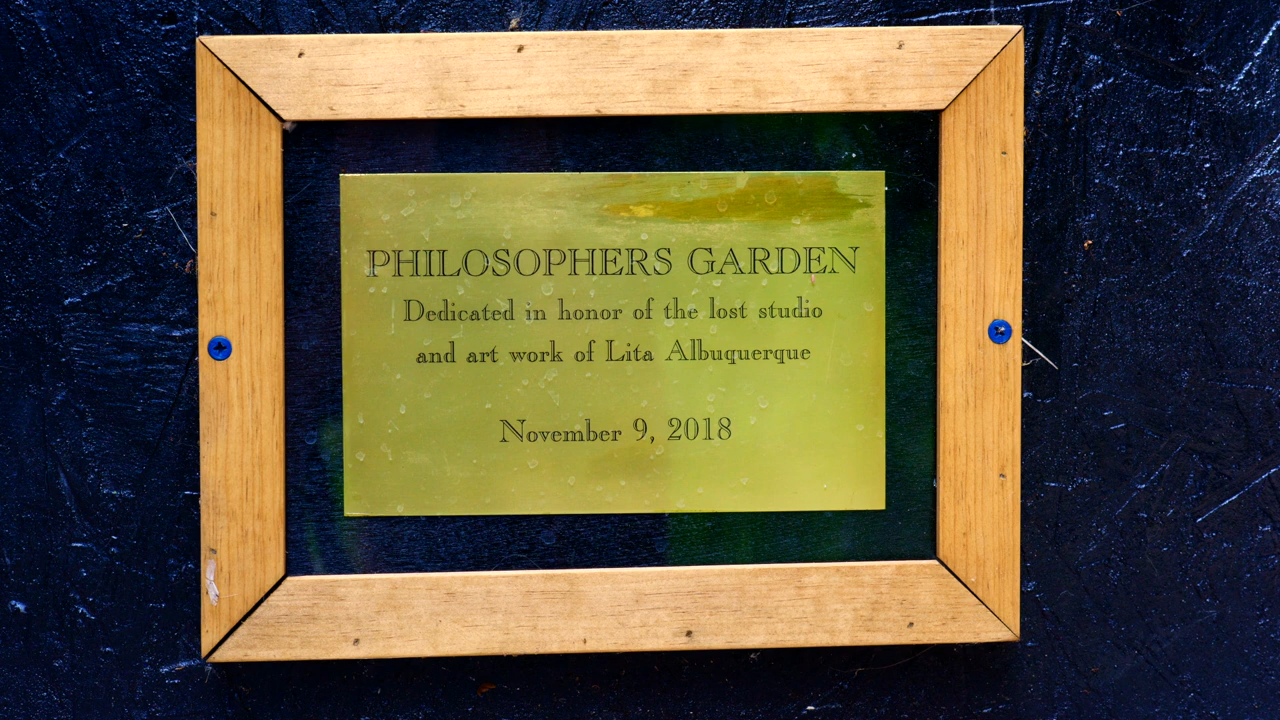 PHILOSOPHERS GARDEN
Dedicated in honor of the lost studio
and art work of Lita Albuquerque
November 9, 2018